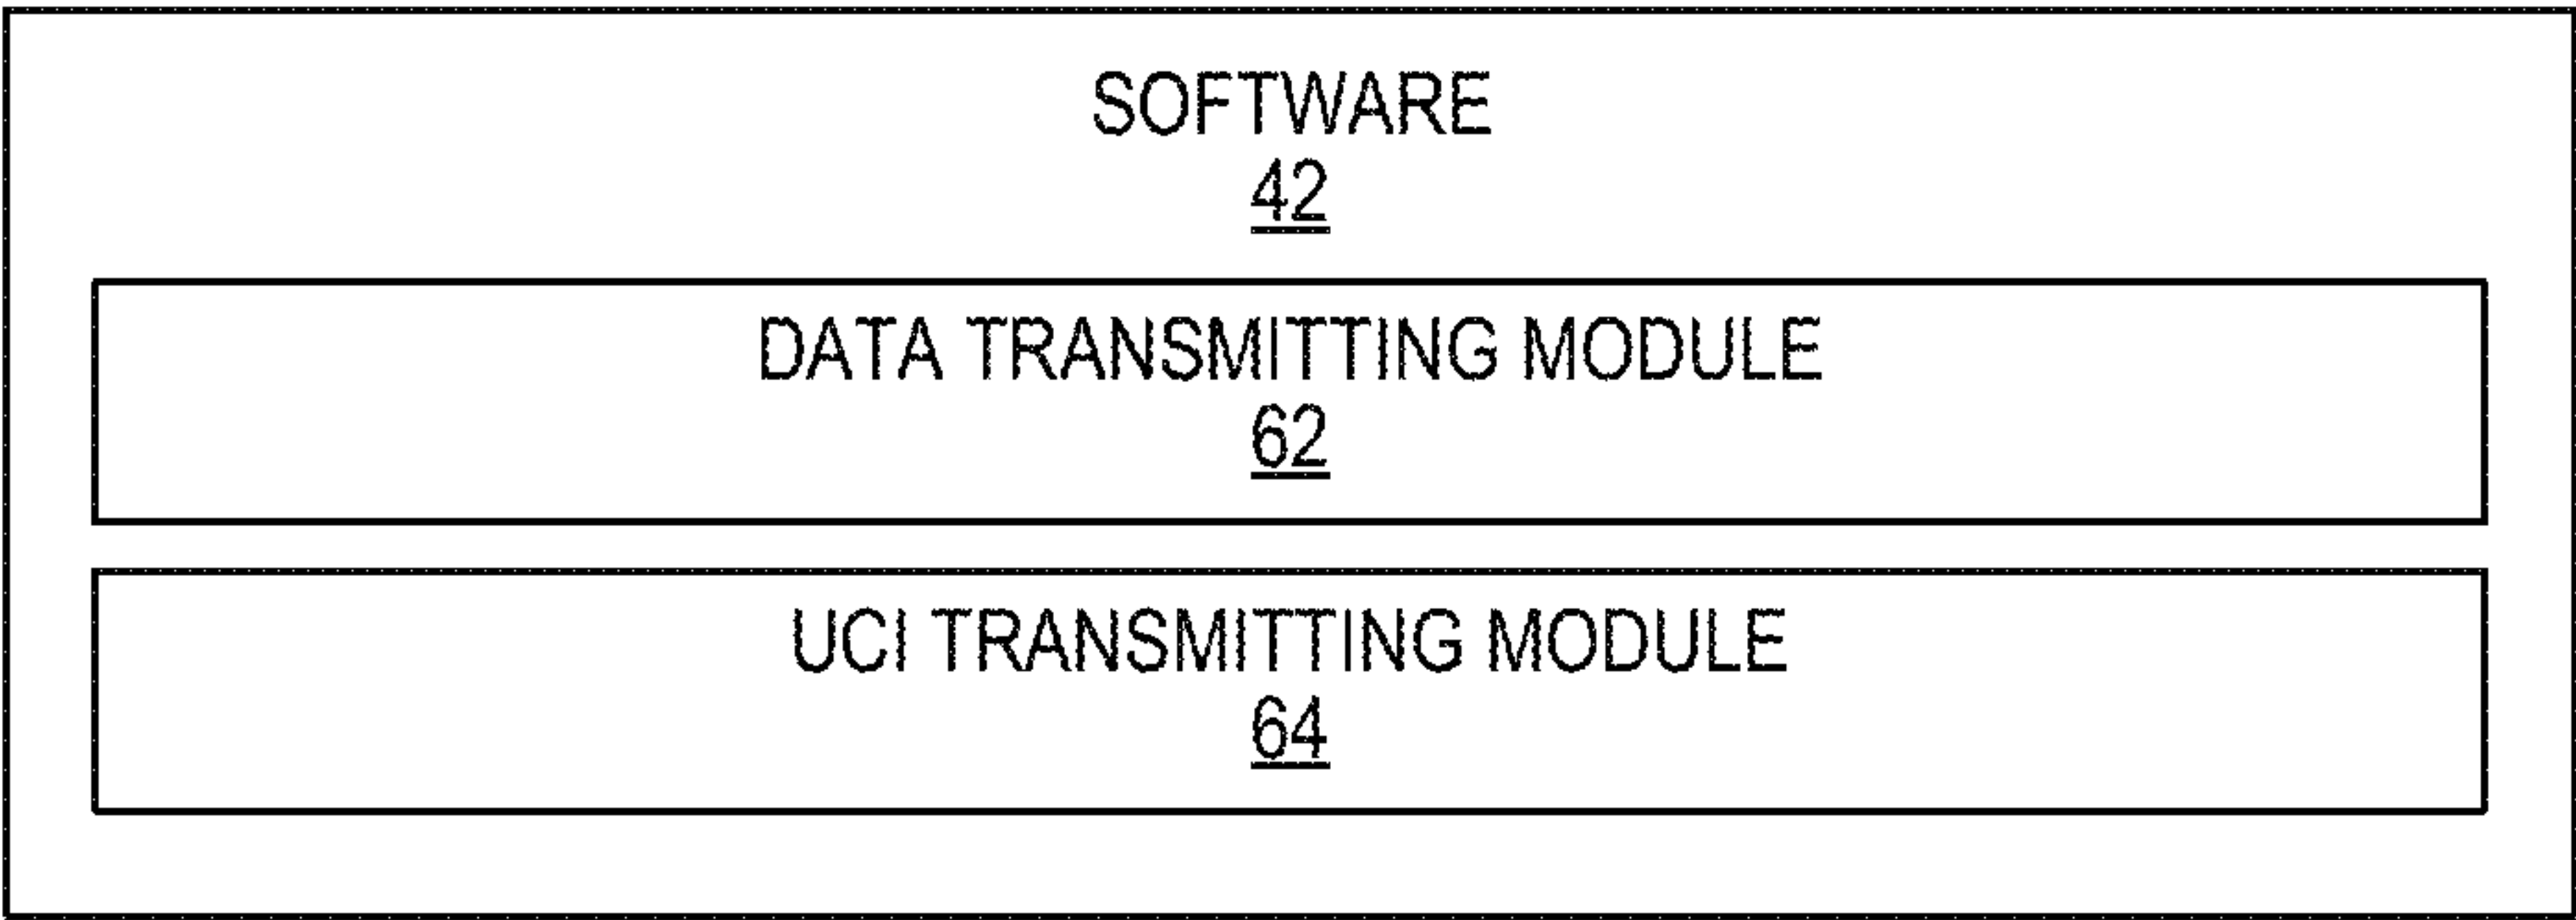 SOFTWARE
42
DATA TRANSMITTING MODULE
62
UCI TRANSMITTING MODULE
64